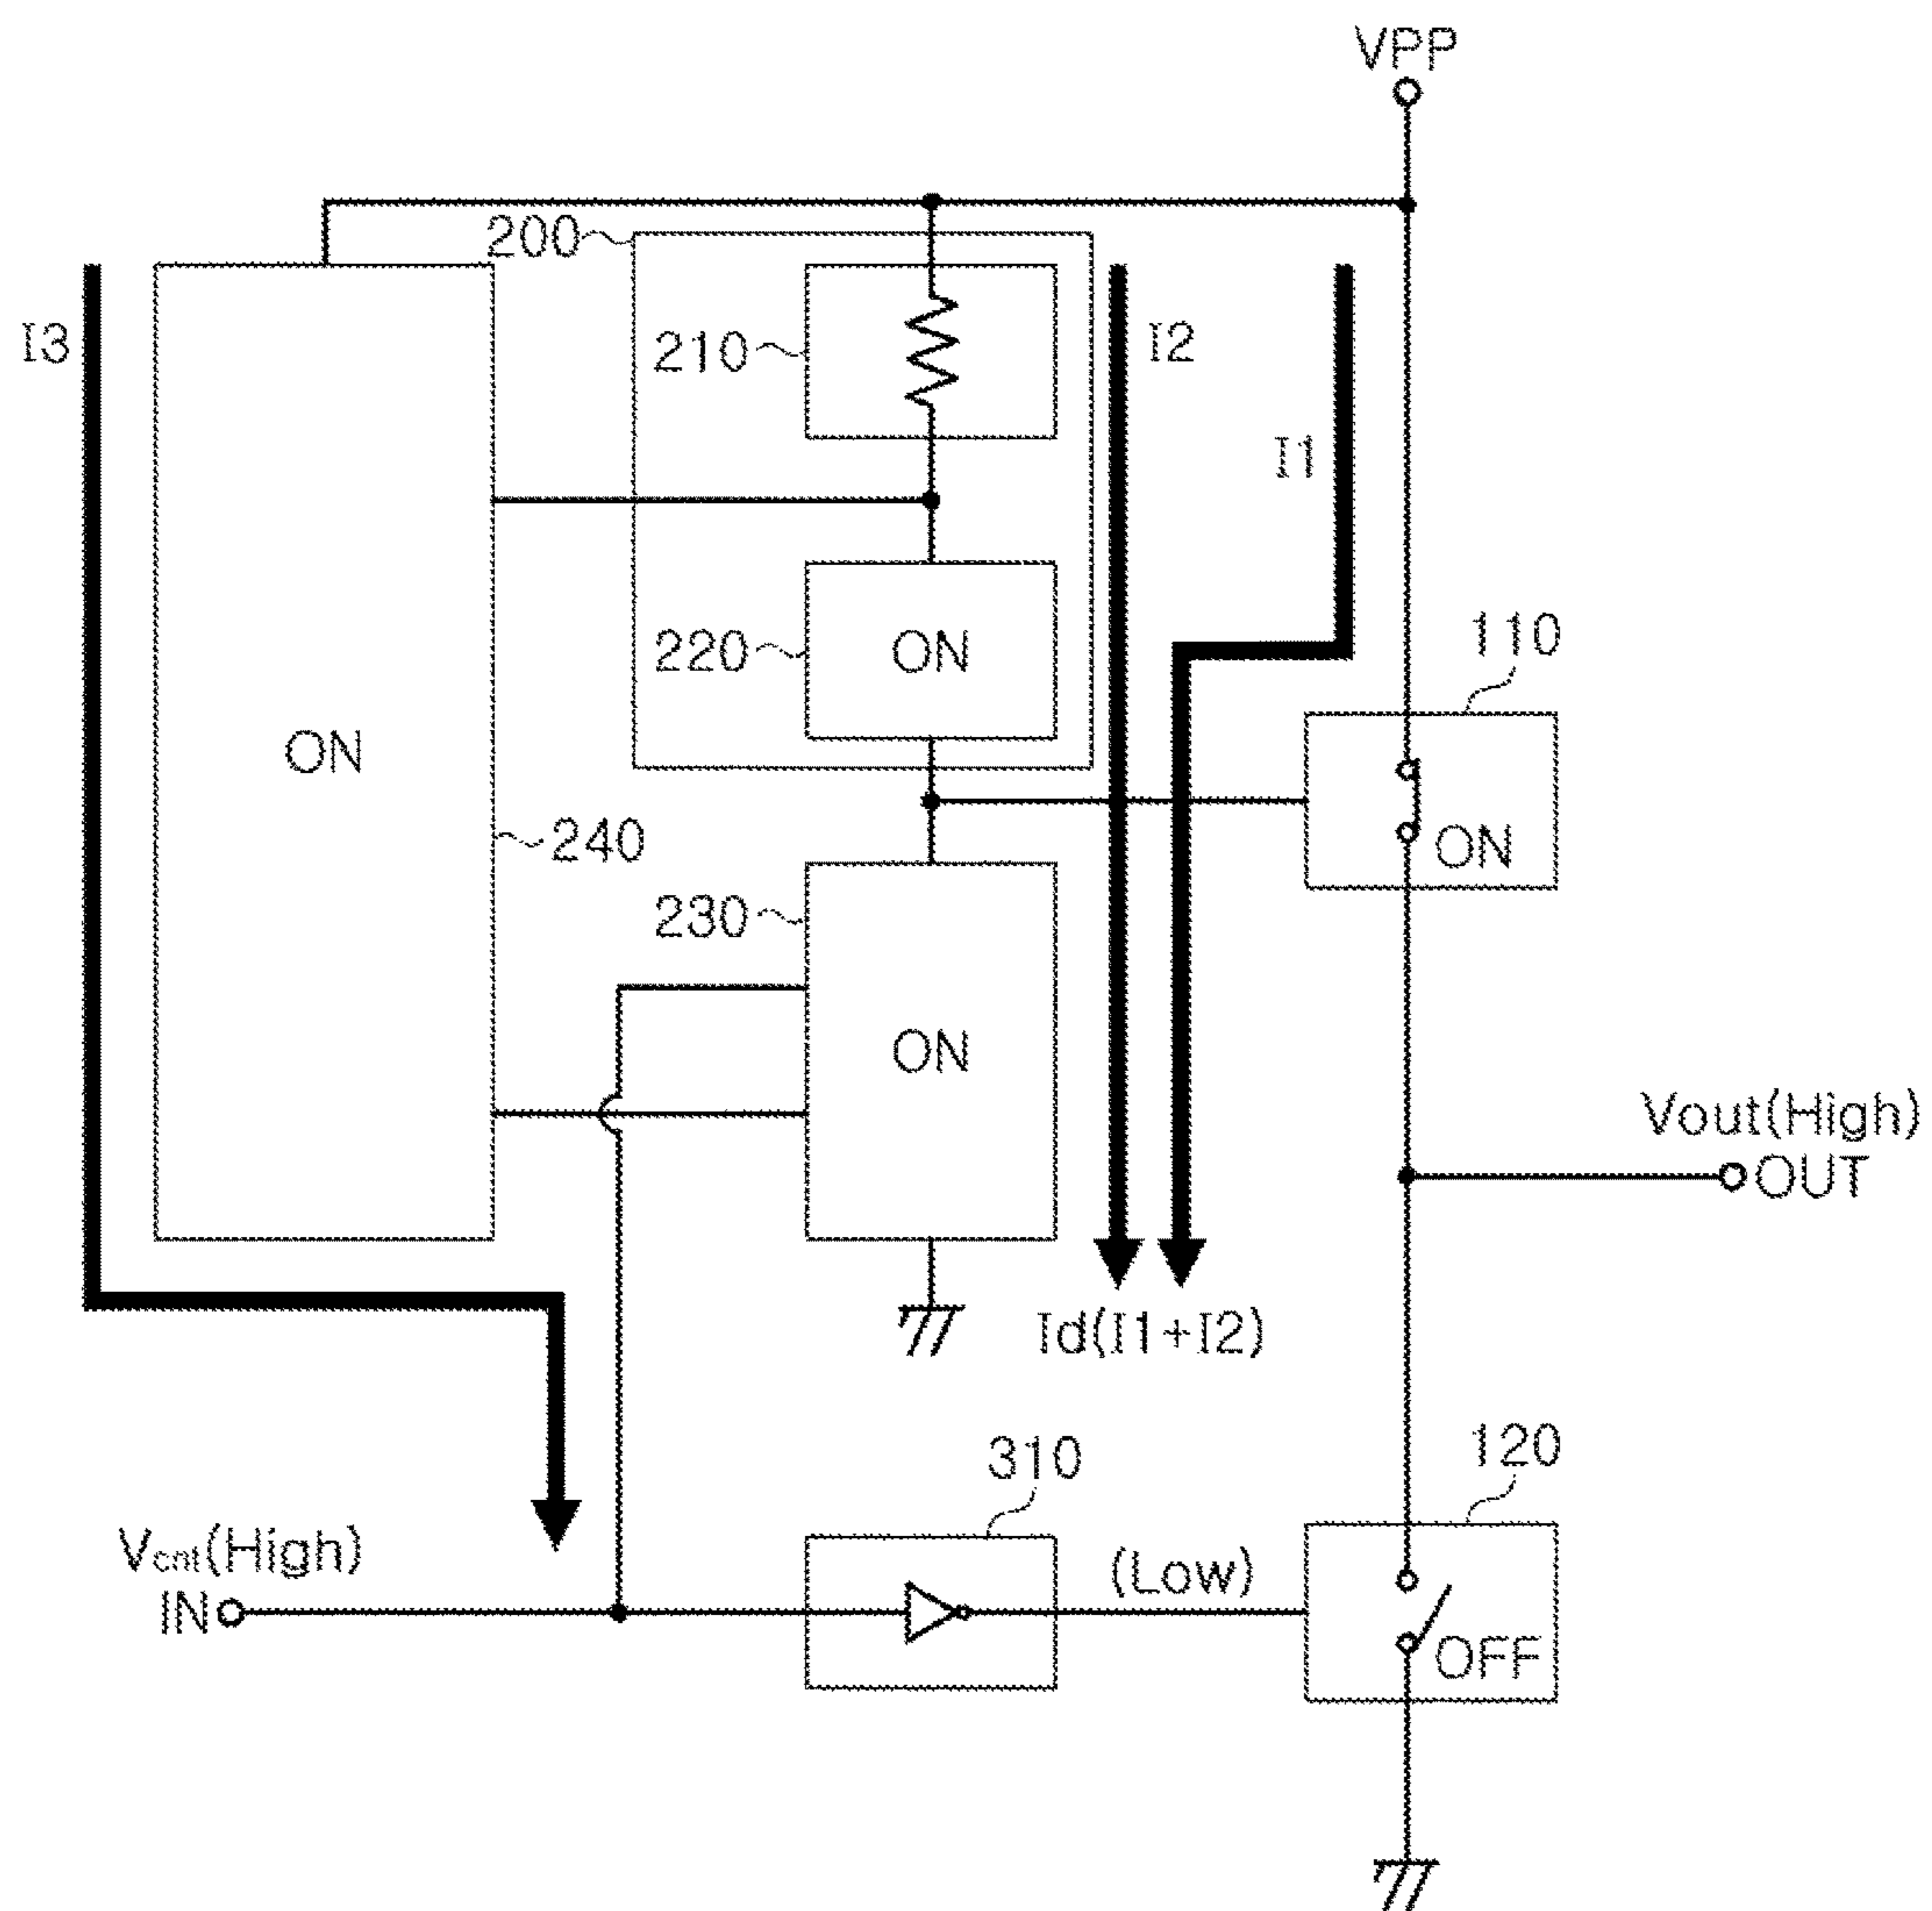 VPP
200
I3
210
I2
I1
220
ON
110
ON
240
ON
230
ON
Vout(High)
OUT
Id(I1+I2)
310
120
Vcnt(High)
(Low)
IN
OFF